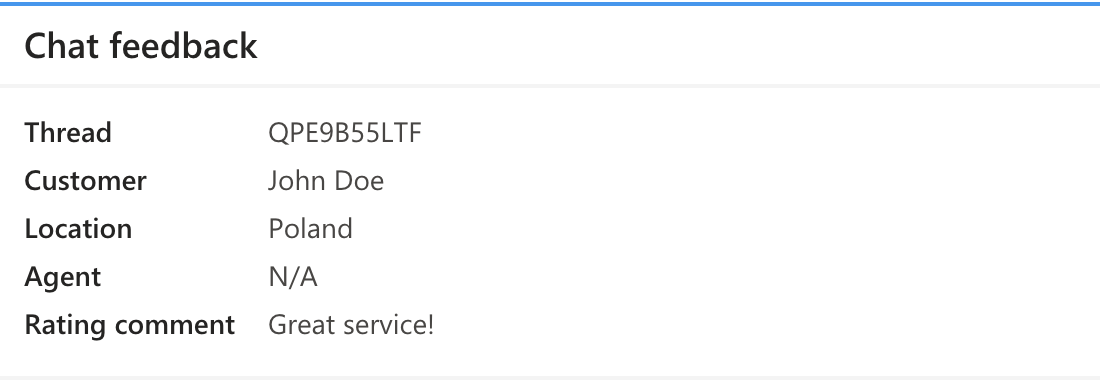 Chat feedback
Thread QPE9B55LTF
Customer John Doe
Location Poland
Agent N/A
Rating comment Great service!